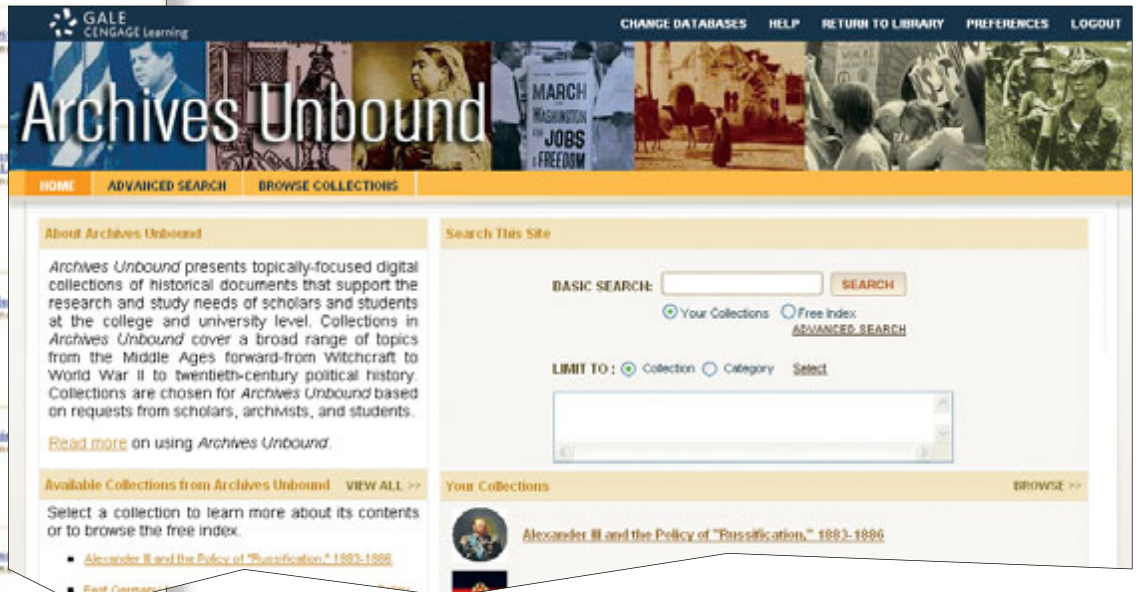 GALE
CENGAGE Learning
CHANGE DATABASES HELP RETURN TO LIBRARY PREFERENCES LOGOUT
Archives Unbound
MARCH
WASHINGTON
FOR JOBS
& FREEDOM
HOME ADVANCED SEARCH BROWSE COLLECTIONS
About Archives Unbound
Archives Unbound presents topically-focused digital
collections of historical documents that support the
research and study needs of scholars and students
at the college and university level. Collections in
Archives Unbound cover a broad range of topics
from the Middle Ages forward-from Witchcraft to
World War II to twentieth-century political history.
Collections are chosen for Archives Unbound based
on requests from scholars, archivists, and students.
Read more on using Archives Unbound.
Available Collections from Archives Unbound VIEW ALL >>
Select a collection to learn more about its contents
or to browse the free index.
Alexander III and the Policy of "Russification," 1883-1886
East Germany
Search This Site
BASIC SEARCH: SEARCH
Your Collections Free Index
ADVANCED SEARCH
LIMIT TO : Collection Category Select
Your Collections BROWSE >>
Alexander III and the Policy of "Russification," 1883-1886